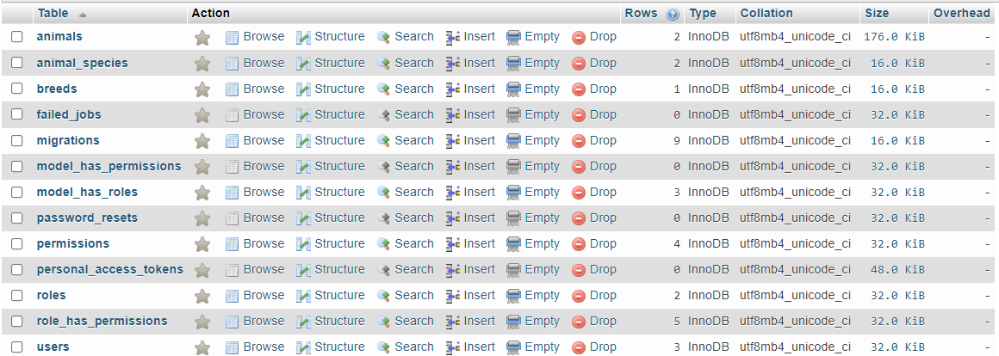 Table Action Rows Type Collation Size Overhead
animals Browse Structure Search Insert Empty Drop 2 InnoDB utf8mb4_unicode_ci 176.0 KiB -
animal_species Browse Structure Search Insert Empty Drop 2 InnoDB utf8mb4_unicode_ci 16.0 KiB -
breeds Browse Structure Search Insert Empty Drop 1 InnoDB utf8mb4_unicode_ci 16.0 KiB -
failed_jobs Browse Structure Search Insert Empty Drop 0 InnoDB utf8mb4_unicode_ci 32.0 KiB -
migrations Browse Structure Search Insert Empty Drop 9 InnoDB utf8mb4_unicode_ci 16.0 KiB -
model_has_permissions Browse Structure Search Insert Empty Drop 0 InnoDB utf8mb4_unicode_ci 32.0 KiB -
model_has_roles Browse Structure Search Insert Empty Drop 3 InnoDB utf8mb4_unicode_ci 32.0 KiB -
password_resets Browse Structure Search Insert Empty Drop 0 InnoDB utf8mb4_unicode_ci 32.0 KiB -
permissions Browse Structure Search Insert Empty Drop 4 InnoDB utf8mb4_unicode_ci 32.0 KiB -
personal_access_tokens Browse Structure Search Insert Empty Drop 0 InnoDB utf8mb4_unicode_ci 48.0 KiB -
roles Browse Structure Search Insert Empty Drop 2 InnoDB utf8mb4_unicode_ci 32.0 KiB -
role_has_permissions Browse Structure Search Insert Empty Drop 5 InnoDB utf8mb4_unicode_ci 32.0 KiB -
users Browse Structure Search Insert Empty Drop 3 InnoDB utf8mb4_unicode_ci 32.0 KiB -